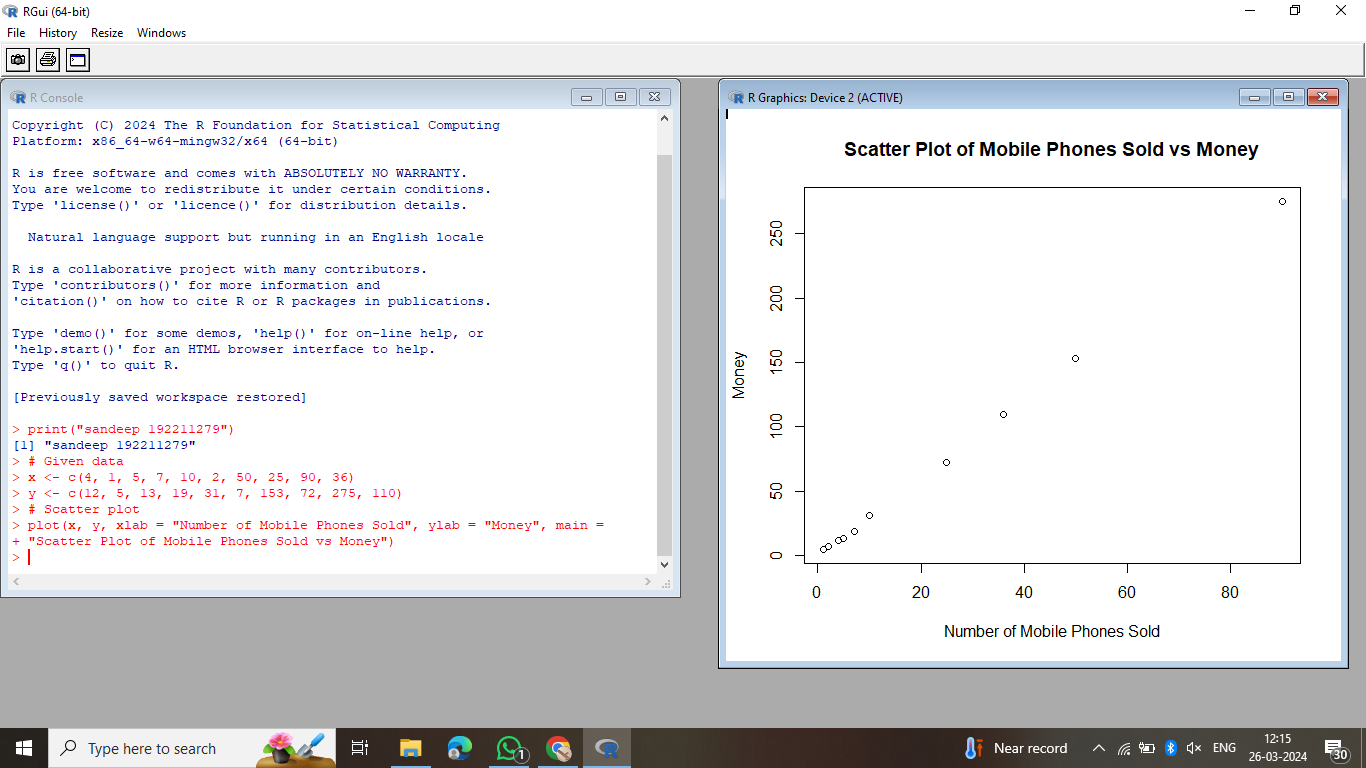 RGui (64-bit)
File History Resize Windows
R Console
Copyright (C) 2024 The R Foundation for Statistical Computing
Platform: x86_64-w64-mingw32/x64 (64-bit)
R is free software and comes with ABSOLUTELY NO WARRANTY.
You are welcome to redistribute it under certain conditions.
Type 'license()' or 'licence()' for distribution details.
Natural language support but running in an English locale
R is a collaborative project with many contributors.
Type 'contributors()' for more information and
'citation()' on how to cite R or R packages in publications.
Type 'demo()' for some demos, 'help()' for on-line help, or
'help.start()' for an HTML browser interface to help.
Type 'q()' to quit R.
[Previously saved workspace restored]
> print("sandeep 192211279")
[1] "sandeep 192211279"
> # Given data
> x <- c(4, 1, 5, 7, 10, 2, 50, 25, 90, 36)
> y <- c(12, 5, 13, 19, 31, 7, 153, 72, 275, 110)
> # Scatter plot
> plot(x, y, xlab = "Number of Mobile Phones Sold", ylab = "Money", main =
+ "Scatter Plot of Mobile Phones Sold vs Money")
>
R Graphics: Device 2 (ACTIVE)
Scatter Plot of Mobile Phones Sold vs Money
Money
250
200
150
100
50
0
0 20 40 60 80
Number of Mobile Phones Sold
Type here to search
1
Near record
ENG
12:15
26-03-2024
30